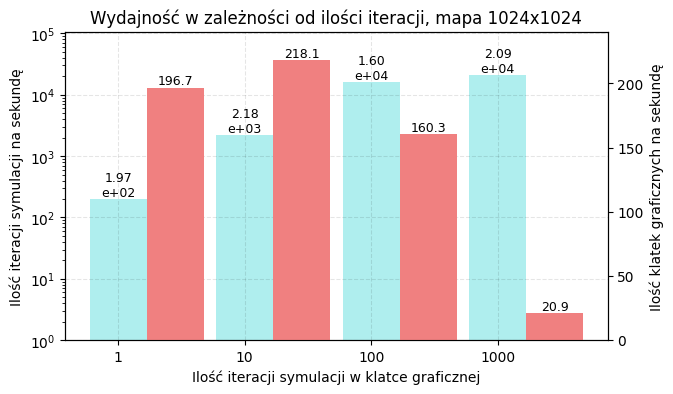 Wydajność w zależności od ilości iteracji, mapa 1024x1024
Ilość iteracji symulacji na sekundę
10⁵
10⁴
10³
10²
10¹
10⁰
1.97
e+02
196.7
2.18
e+03
218.1
1.60
e+04
160.3
2.09
e+04
20.9
200
150
100
50
0
Ilość klatek graficznych na sekundę
1
10
100
1000
Ilość iteracji symulacji w klatce graficznej